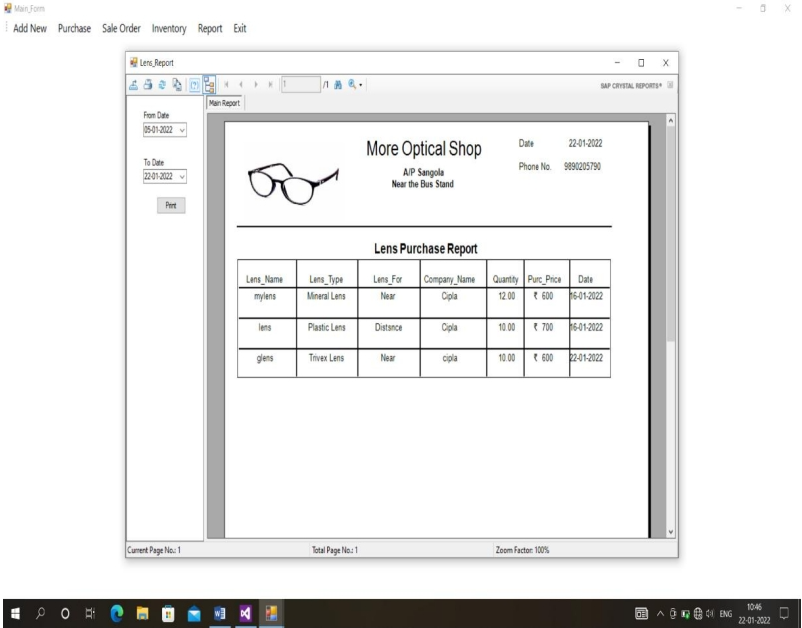 Main_Form
Add New Purchase Sale Order Inventory Report Exit
Lens_Report
1 /1 SAP CRYSTAL REPORTS®
Main Report
From Date
05-01-2022
To Date
22-01-2022
Print
More Optical Shop
A/P Sangola
Near the Bus Stand
Date 22-01-2022
Phone No. 9890205790
Lens Purchase Report
Lens_Name Lens_Type Lens_For Company_Name Quantity Purc_Price Date
mylens Mineral Lens Near Cipla 12.00 ₹ 600 16-01-2022
lens Plastic Lens Distsnce Cipla 10.00 ₹ 700 16-01-2022
glens Trivex Lens Near cipla 10.00 ₹ 600 22-01-2022
Current Page No.: 1 Total Page No.: 1 Zoom Factor: 100%
ENG 10:46
22-01-2022